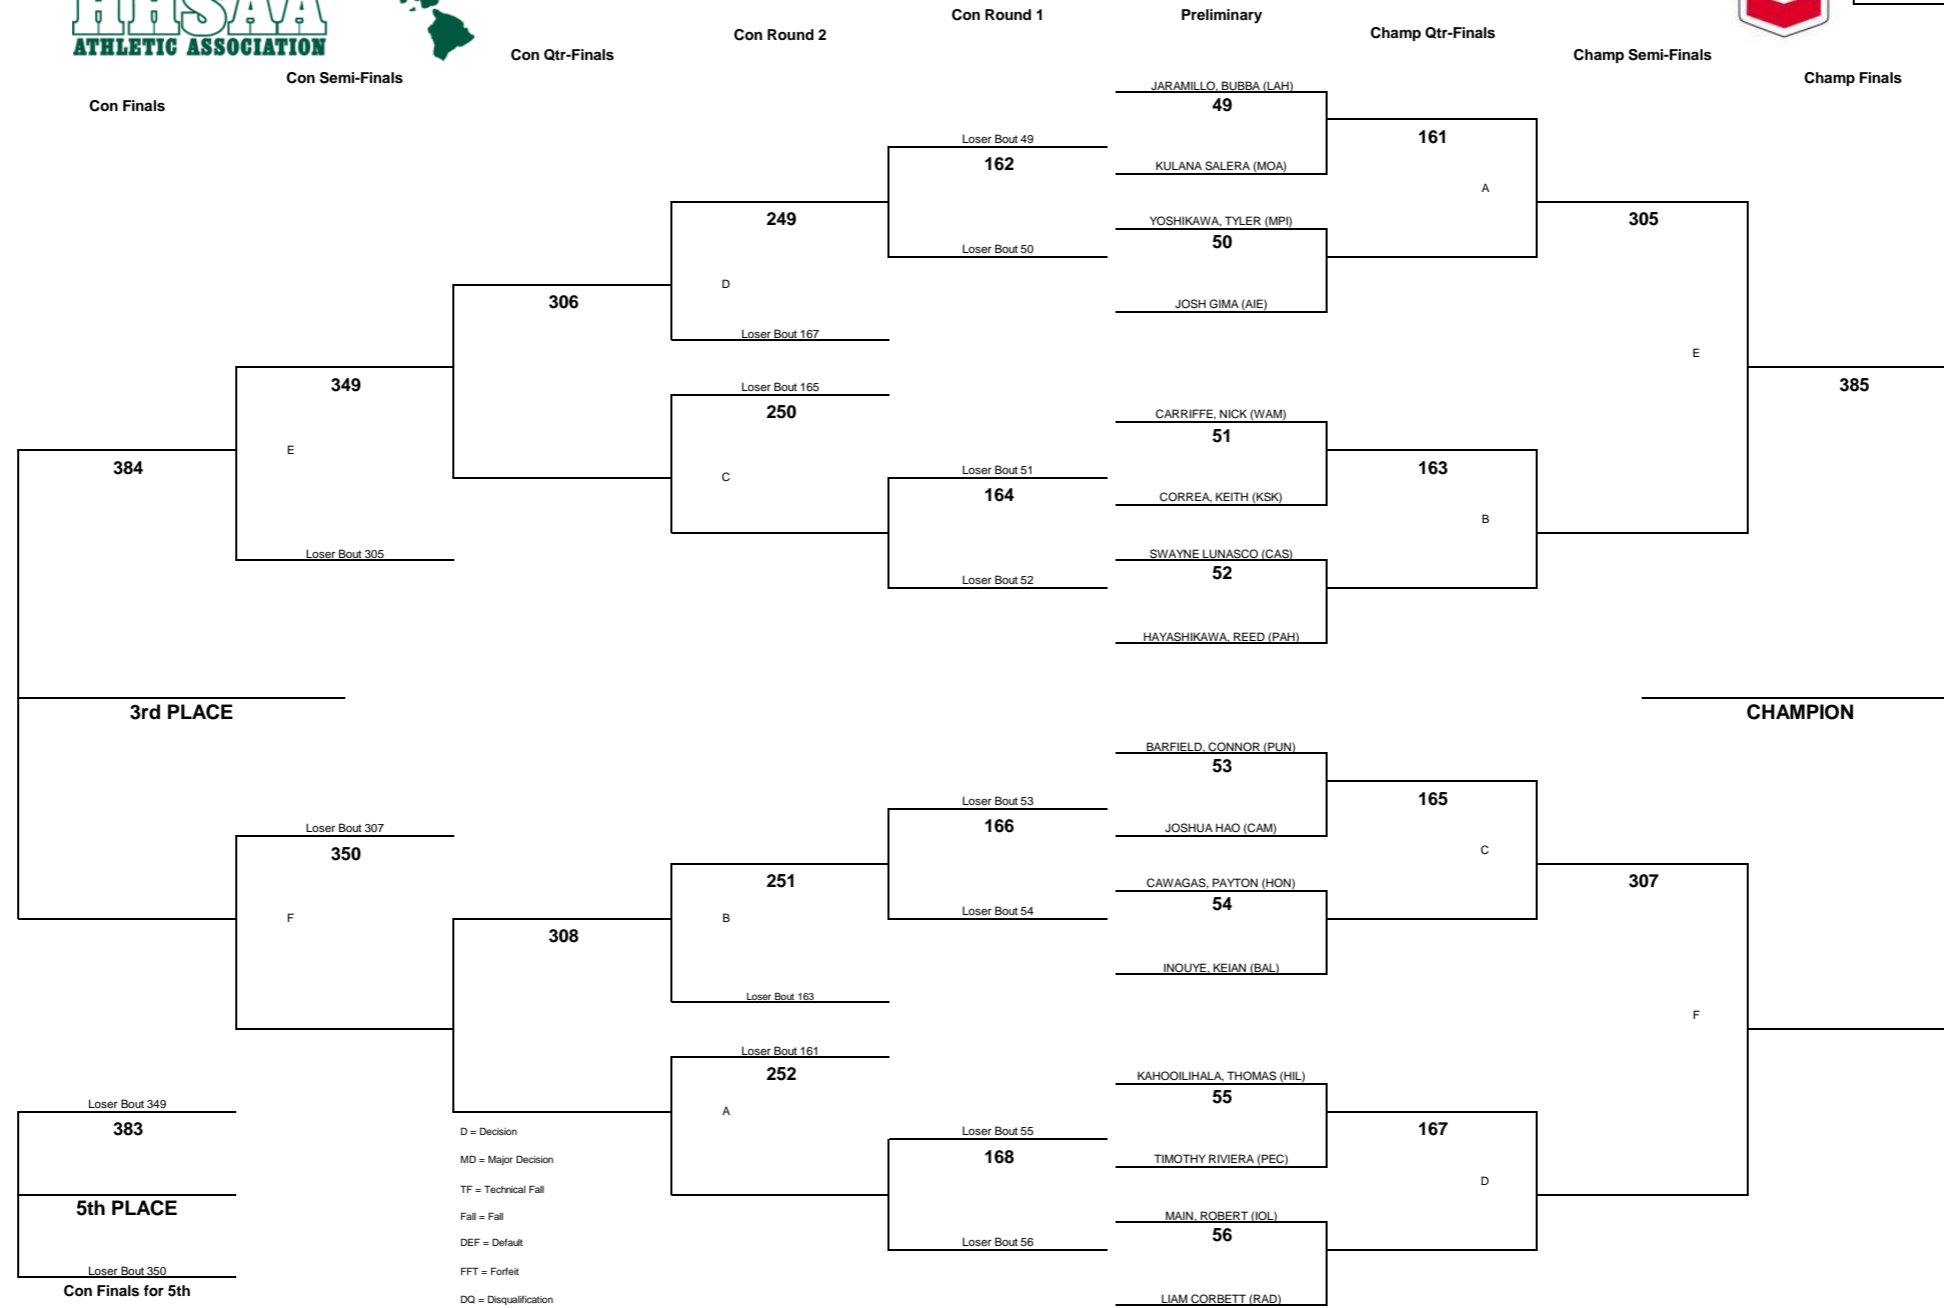 HHSAA
ATHLETIC ASSOCIATION
Con Finals
Con Semi-Finals
Con Qtr-Finals
Con Round 2
Con Round 1
Preliminary
Champ Qtr-Finals
Champ Semi-Finals
Champ Finals
JARAMILLO, BUBBA (LAH)
49
161
Loser Bout 49
162
KULANA SALERA (MOA)
A
249
YOSHIKAWA, TYLER (MPI)
305
50
Loser Bout 50
D
306
JOSH GIMA (AIE)
Loser Bout 167
E
349
Loser Bout 165
385
250
CARRIFFE, NICK (WAM)
51
E
384
Loser Bout 51
163
C
164
CORREA, KEITH (KSK)
B
Loser Bout 305
SWAYNE LUNASCO (CAS)
52
Loser Bout 52
HAYASHIKAWA, REED (PAH)
3rd PLACE
CHAMPION
BARFIELD, CONNOR (PUN)
53
Loser Bout 53
165
Loser Bout 307
166
JOSHUA HAO (CAM)
350
C
251
CAWAGAS, PAYTON (HON)
307
54
F
B
Loser Bout 54
308
INOUYE, KEIAN (BAL)
Loser Bout 163
F
Loser Bout 161
252
KAHOOILIHALA, THOMAS (HIL)
55
Loser Bout 349
A
383
D = Decision
Loser Bout 55
167
MD = Major Decision
168
TIMOTHY RIVIERA (PEC)
TF = Technical Fall
D
5th PLACE
Fall = Fall
MAIN, ROBERT (IOL)
56
DEF = Default
Loser Bout 56
Loser Bout 350
FFT = Forfeit
Con Finals for 5th
DQ = Disqualification
LIAM CORBETT (RAD)